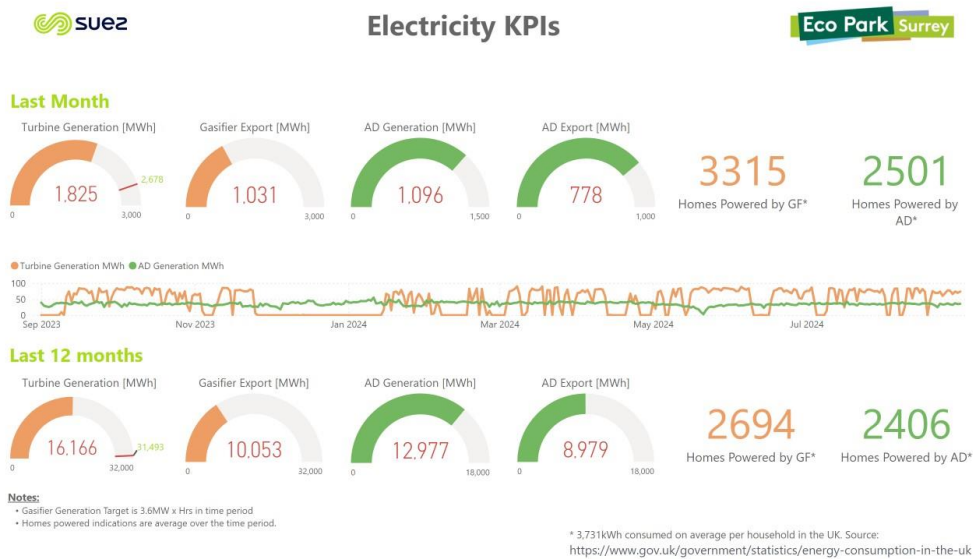 suez
Electricity KPIs
Eco Park Surrey
Last Month
Turbine Generation [MWh]
Gasifier Export [MWh]
AD Generation [MWh]
AD Export [MWh]
1,825
2,678
0
3,000
1,031
0
3,000
1,096
0
1,500
778
0
1,000
3315
Homes Powered by GF*
2501
Homes Powered by
AD*
Turbine Generation MWh AD Generation MWh
100
50
0
Sep 2023 Nov 2023 Jan 2024 Mar 2024 May 2024 Jul 2024
Last 12 months
Turbine Generation [MWh]
Gasifier Export [MWh]
AD Generation [MWh]
AD Export [MWh]
16,166
31,493
0
32,000
10,053
0
32,000
12,977
0
18,000
8,979
0
18,000
2694
Homes Powered by GF*
2406
Homes Powered by AD*
Notes:
• Gasifier Generation Target is 3.6MW x Hrs in time period
• Homes powered indications are average over the time period.
* 3,731kWh consumed on average per household in the UK. Source:
https://www.gov.uk/government/statistics/energy-consumption-in-the-uk